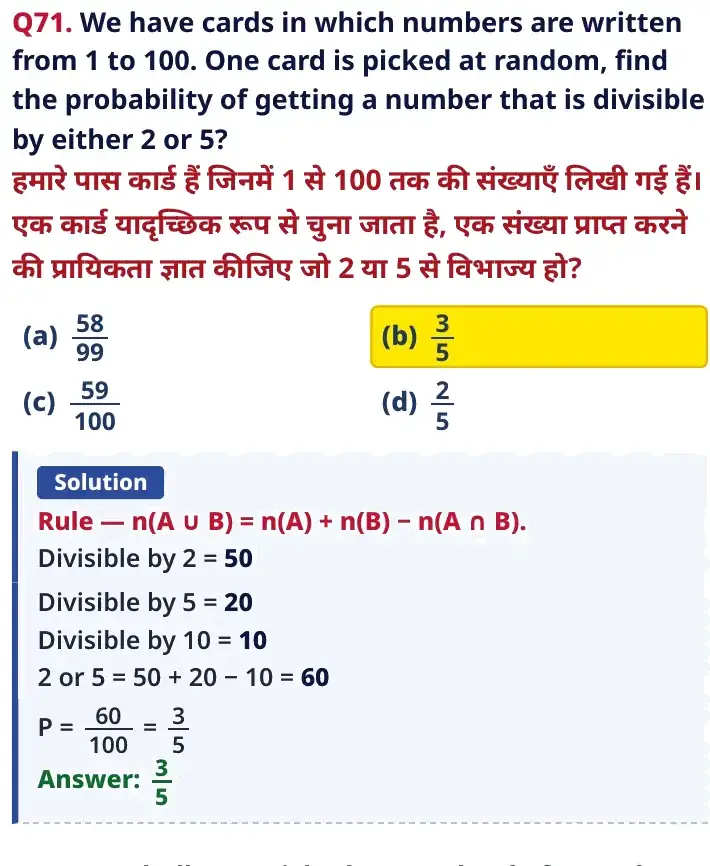 Q71. We have cards in which numbers are written
from 1 to 100. One card is picked at random, find
the probability of getting a number that is divisible
by either 2 or 5?
हमारे पास कार्ड हैं जिनमें 1 से 100 तक की संख्याएँ लिखी गई हैं।
एक कार्ड यादृच्छिक रूप से चुना जाता है, एक संख्या प्राप्त करने
की प्रायिकता ज्ञात कीजिए जो 2 या 5 से विभाज्य हो?
(a) 58/99 (b) 3/5
(c) 59/100 (d) 2/5
Solution
Rule — n(A ∪ B) = n(A) + n(B) − n(A ∩ B).
Divisible by 2 = 50
Divisible by 5 = 20
Divisible by 10 = 10
2 or 5 = 50 + 20 − 10 = 60
P = 60/100 = 3/5
Answer: 3/5